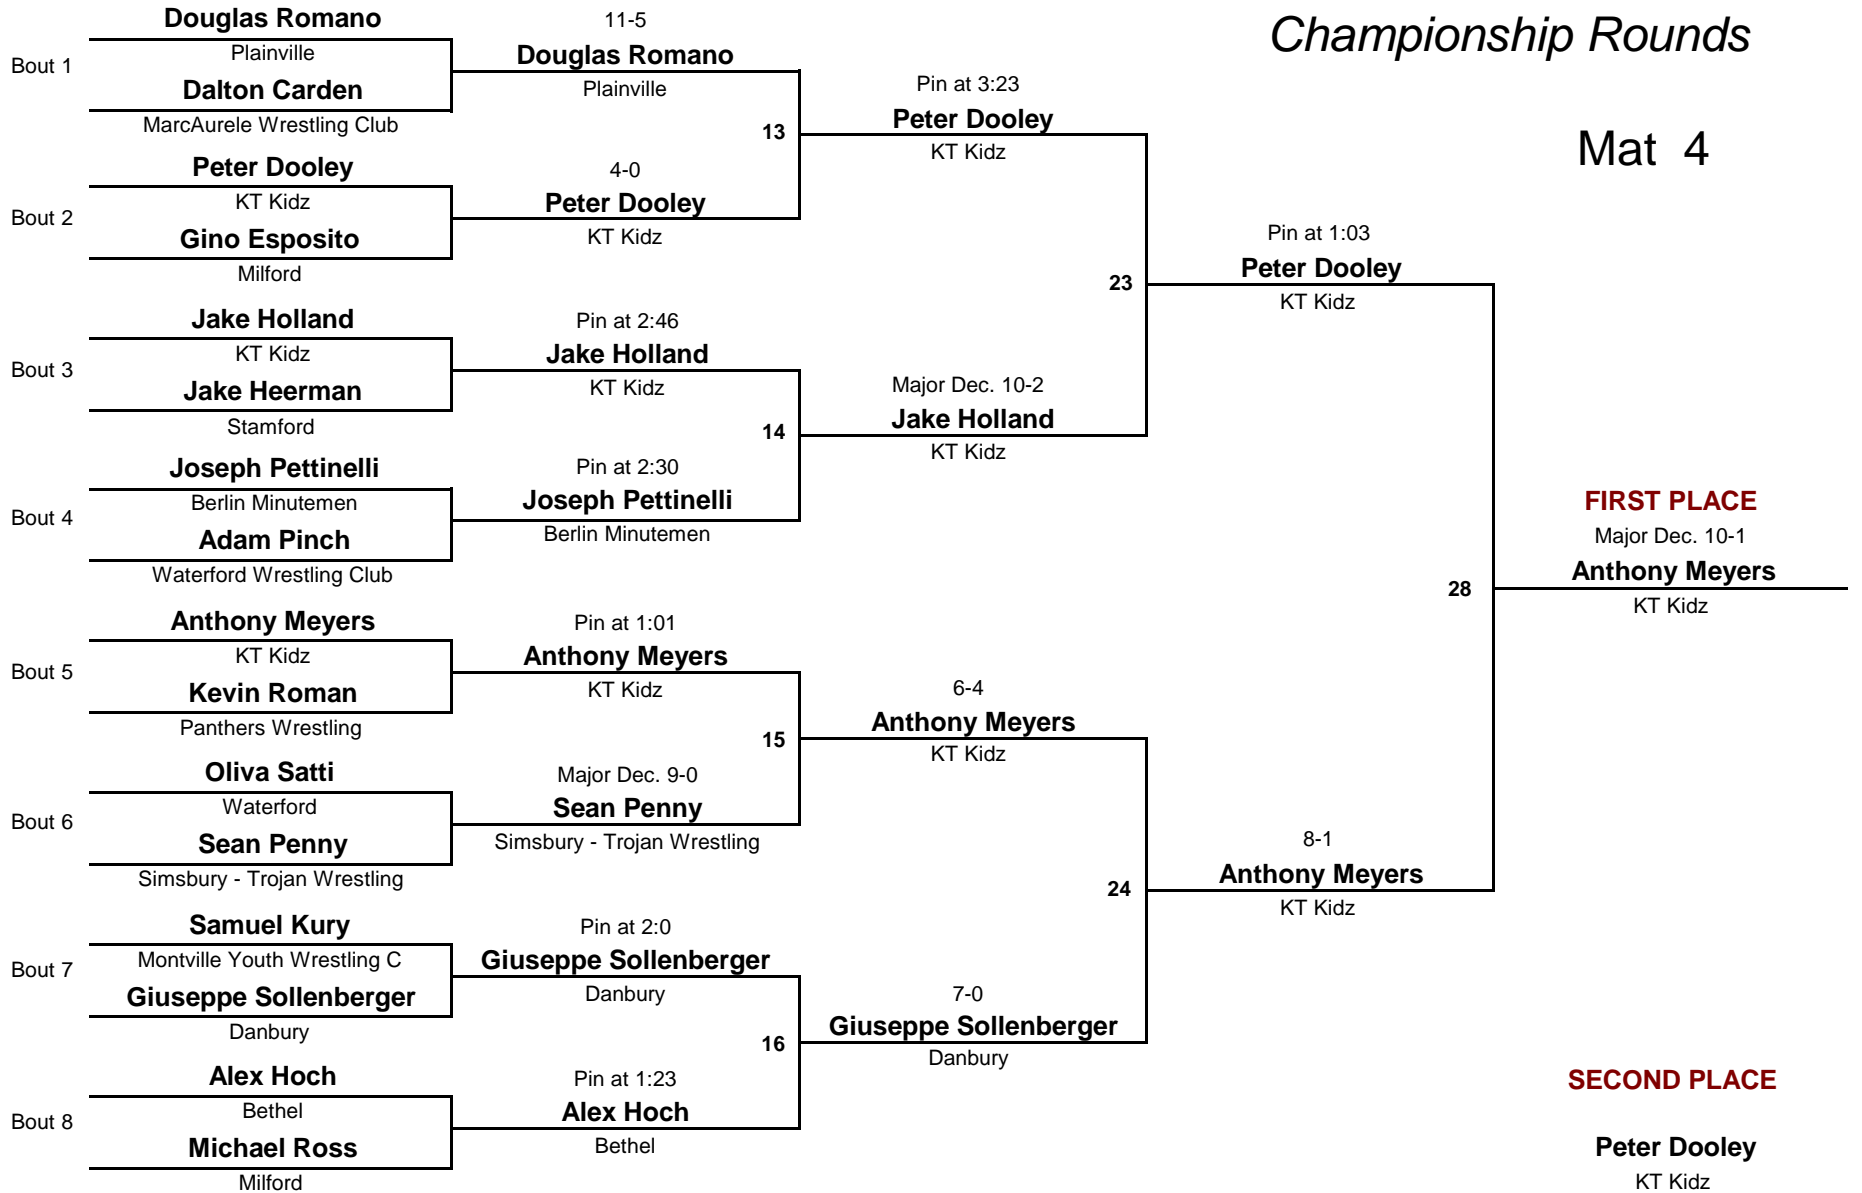 Championship Rounds
Mat 4
Bout 1
Douglas Romano
Plainville
Dalton Carden
MarcAurele Wrestling Club
Bout 2
Peter Dooley
KT Kidz
Gino Esposito
Milford
Bout 3
Jake Holland
KT Kidz
Jake Heerman
Stamford
Bout 4
Joseph Pettinelli
Berlin Minutemen
Adam Pinch
Waterford Wrestling Club
Bout 5
Anthony Meyers
KT Kidz
Kevin Roman
Panthers Wrestling
Bout 6
Oliva Satti
Waterford
Sean Penny
Simsbury - Trojan Wrestling
Bout 7
Samuel Kury
Montville Youth Wrestling C
Giuseppe Sollenberger
Danbury
Bout 8
Alex Hoch
Bethel
Michael Ross
Milford
11-5
Douglas Romano
Plainville
13
4-0
Peter Dooley
KT Kidz
Pin at 2:46
Jake Holland
KT Kidz
14
Pin at 2:30
Joseph Pettinelli
Berlin Minutemen
Pin at 1:01
Anthony Meyers
KT Kidz
15
Major Dec. 9-0
Sean Penny
Simsbury - Trojan Wrestling
Pin at 2:0
Giuseppe Sollenberger
Danbury
16
Pin at 1:23
Alex Hoch
Bethel
Pin at 3:23
Peter Dooley
KT Kidz
23
Major Dec. 10-2
Jake Holland
KT Kidz
6-4
Anthony Meyers
KT Kidz
24
7-0
Giuseppe Sollenberger
Danbury
Pin at 1:03
Peter Dooley
KT Kidz
28
8-1
Anthony Meyers
KT Kidz
FIRST PLACE
Major Dec. 10-1
Anthony Meyers
KT Kidz
SECOND PLACE
Peter Dooley
KT Kidz